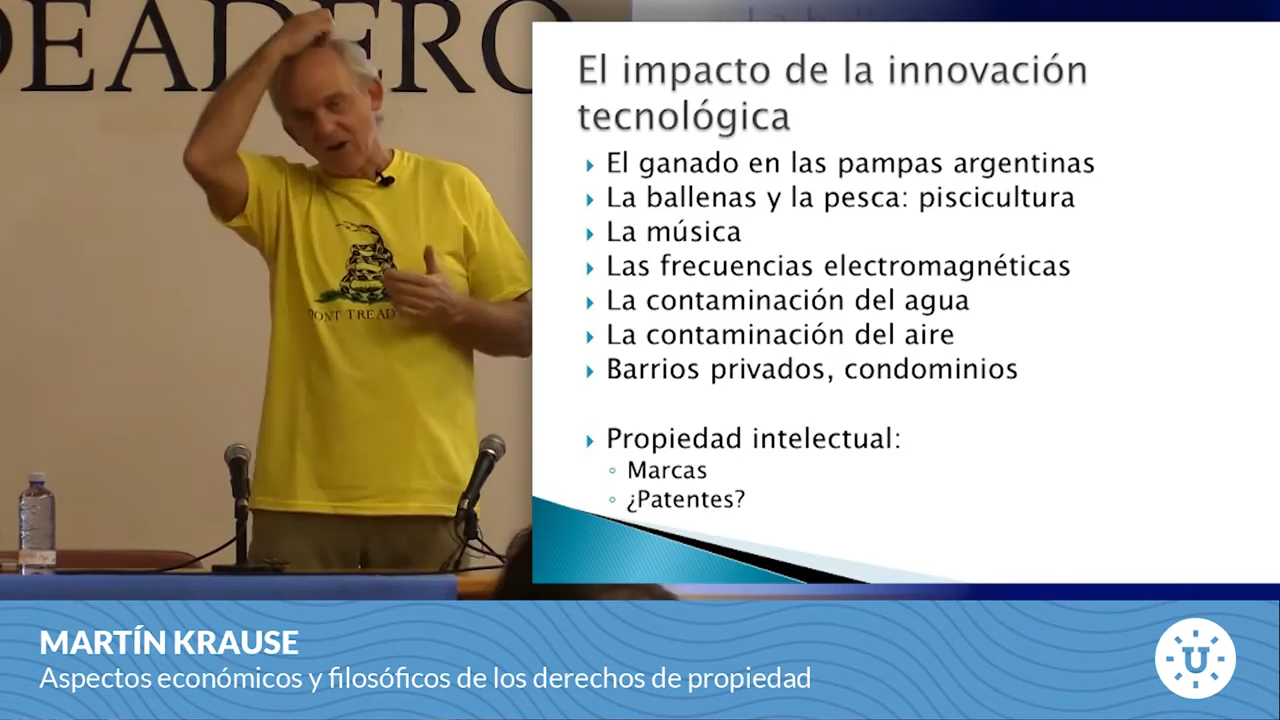 DEADERO
El impacto de la innovación
tecnológica
El ganado en las pampas argentinas
La ballenas y la pesca: piscicultura
La música
Las frecuencias electromagnéticas
La contaminación del agua
La contaminación del aire
Barrios privados, condominios
Propiedad intelectual:
Marcas
¿Patentes?
DON'T TREAD
MARTÍN KRAUSE
Aspectos económicos y filosóficos de los derechos de propiedad
U